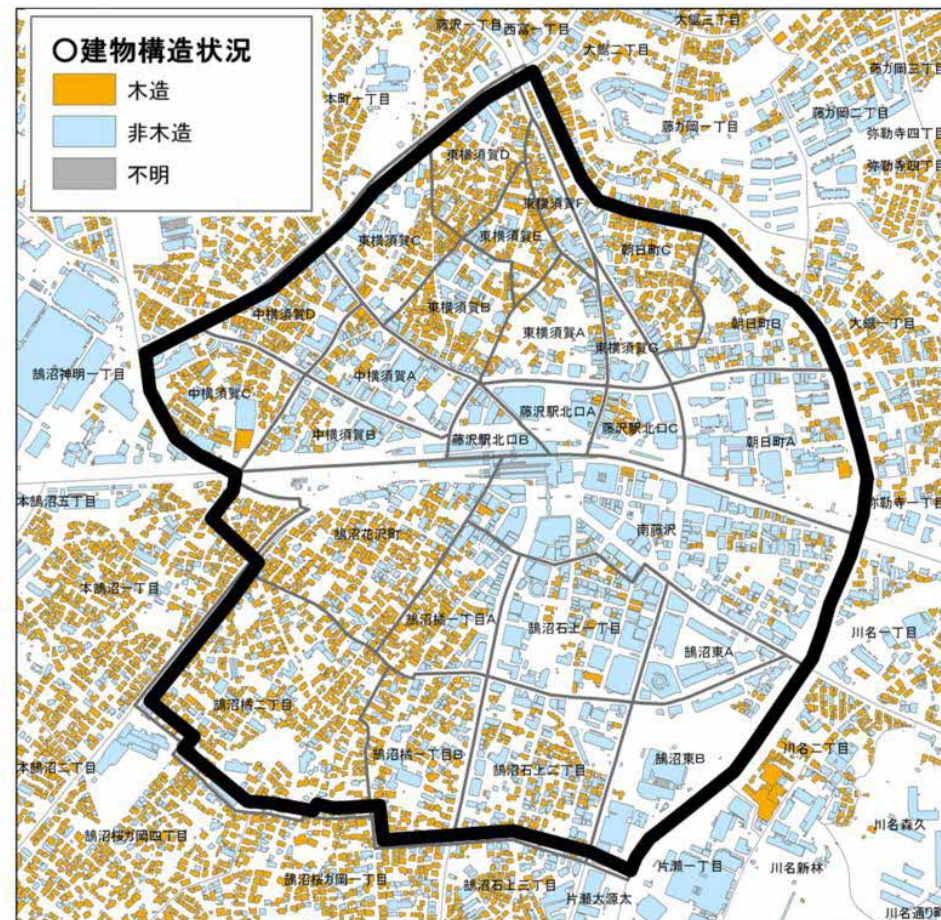 〇建物構造状況
木造
非木造
不明
藤沢一丁目
西富一丁目
大鋸三丁目
大鋸二丁目
藤が岡三丁目
本町一丁目
藤が岡二丁目
藤が岡一丁目
弥勒寺四丁目
弥勒寺四丁目
東横須賀D
東横須賀F
東横須賀C
東横須賀E
朝日町C
中横須賀D
東横須賀B
東横須賀A
朝日町B
大鋸一丁目
東横須賀G
鵠沼神明一丁目
中横須賀A
中横須賀C
藤沢駅北口A
藤沢駅北口C
中横須賀B
藤沢駅北口B
朝日町A
本鵠沼五丁目
弥勒寺一丁目
鵠沼花沢町
南藤沢
本鵠沼一丁目
鵠沼橘一丁目A
鵠沼石上一丁目
川名一丁目
鵠沼東A
鵠沼橘二丁目
本鵠沼二丁目
鵠沼橘一丁目B
鵠沼石上二丁目
鵠沼東B
川名二丁目
鵠沼桜が岡四丁目
川名森久
鵠沼桜が岡一丁目
鵠沼石上三丁目
片瀬一丁目
川名新林
片瀬大源太
川名通り